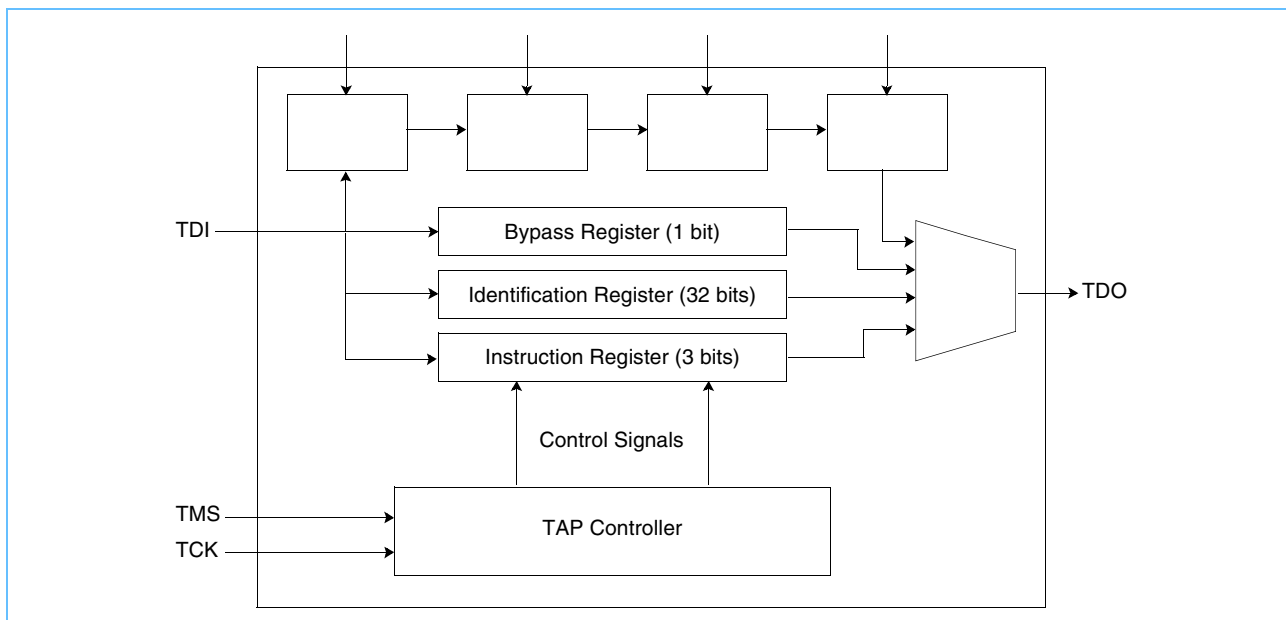 TDI
Bypass Register (1 bit)
Identification Register (32 bits)
TDO
Instruction Register (3 bits)
Control Signals
TMS
TAP Controller
TCK